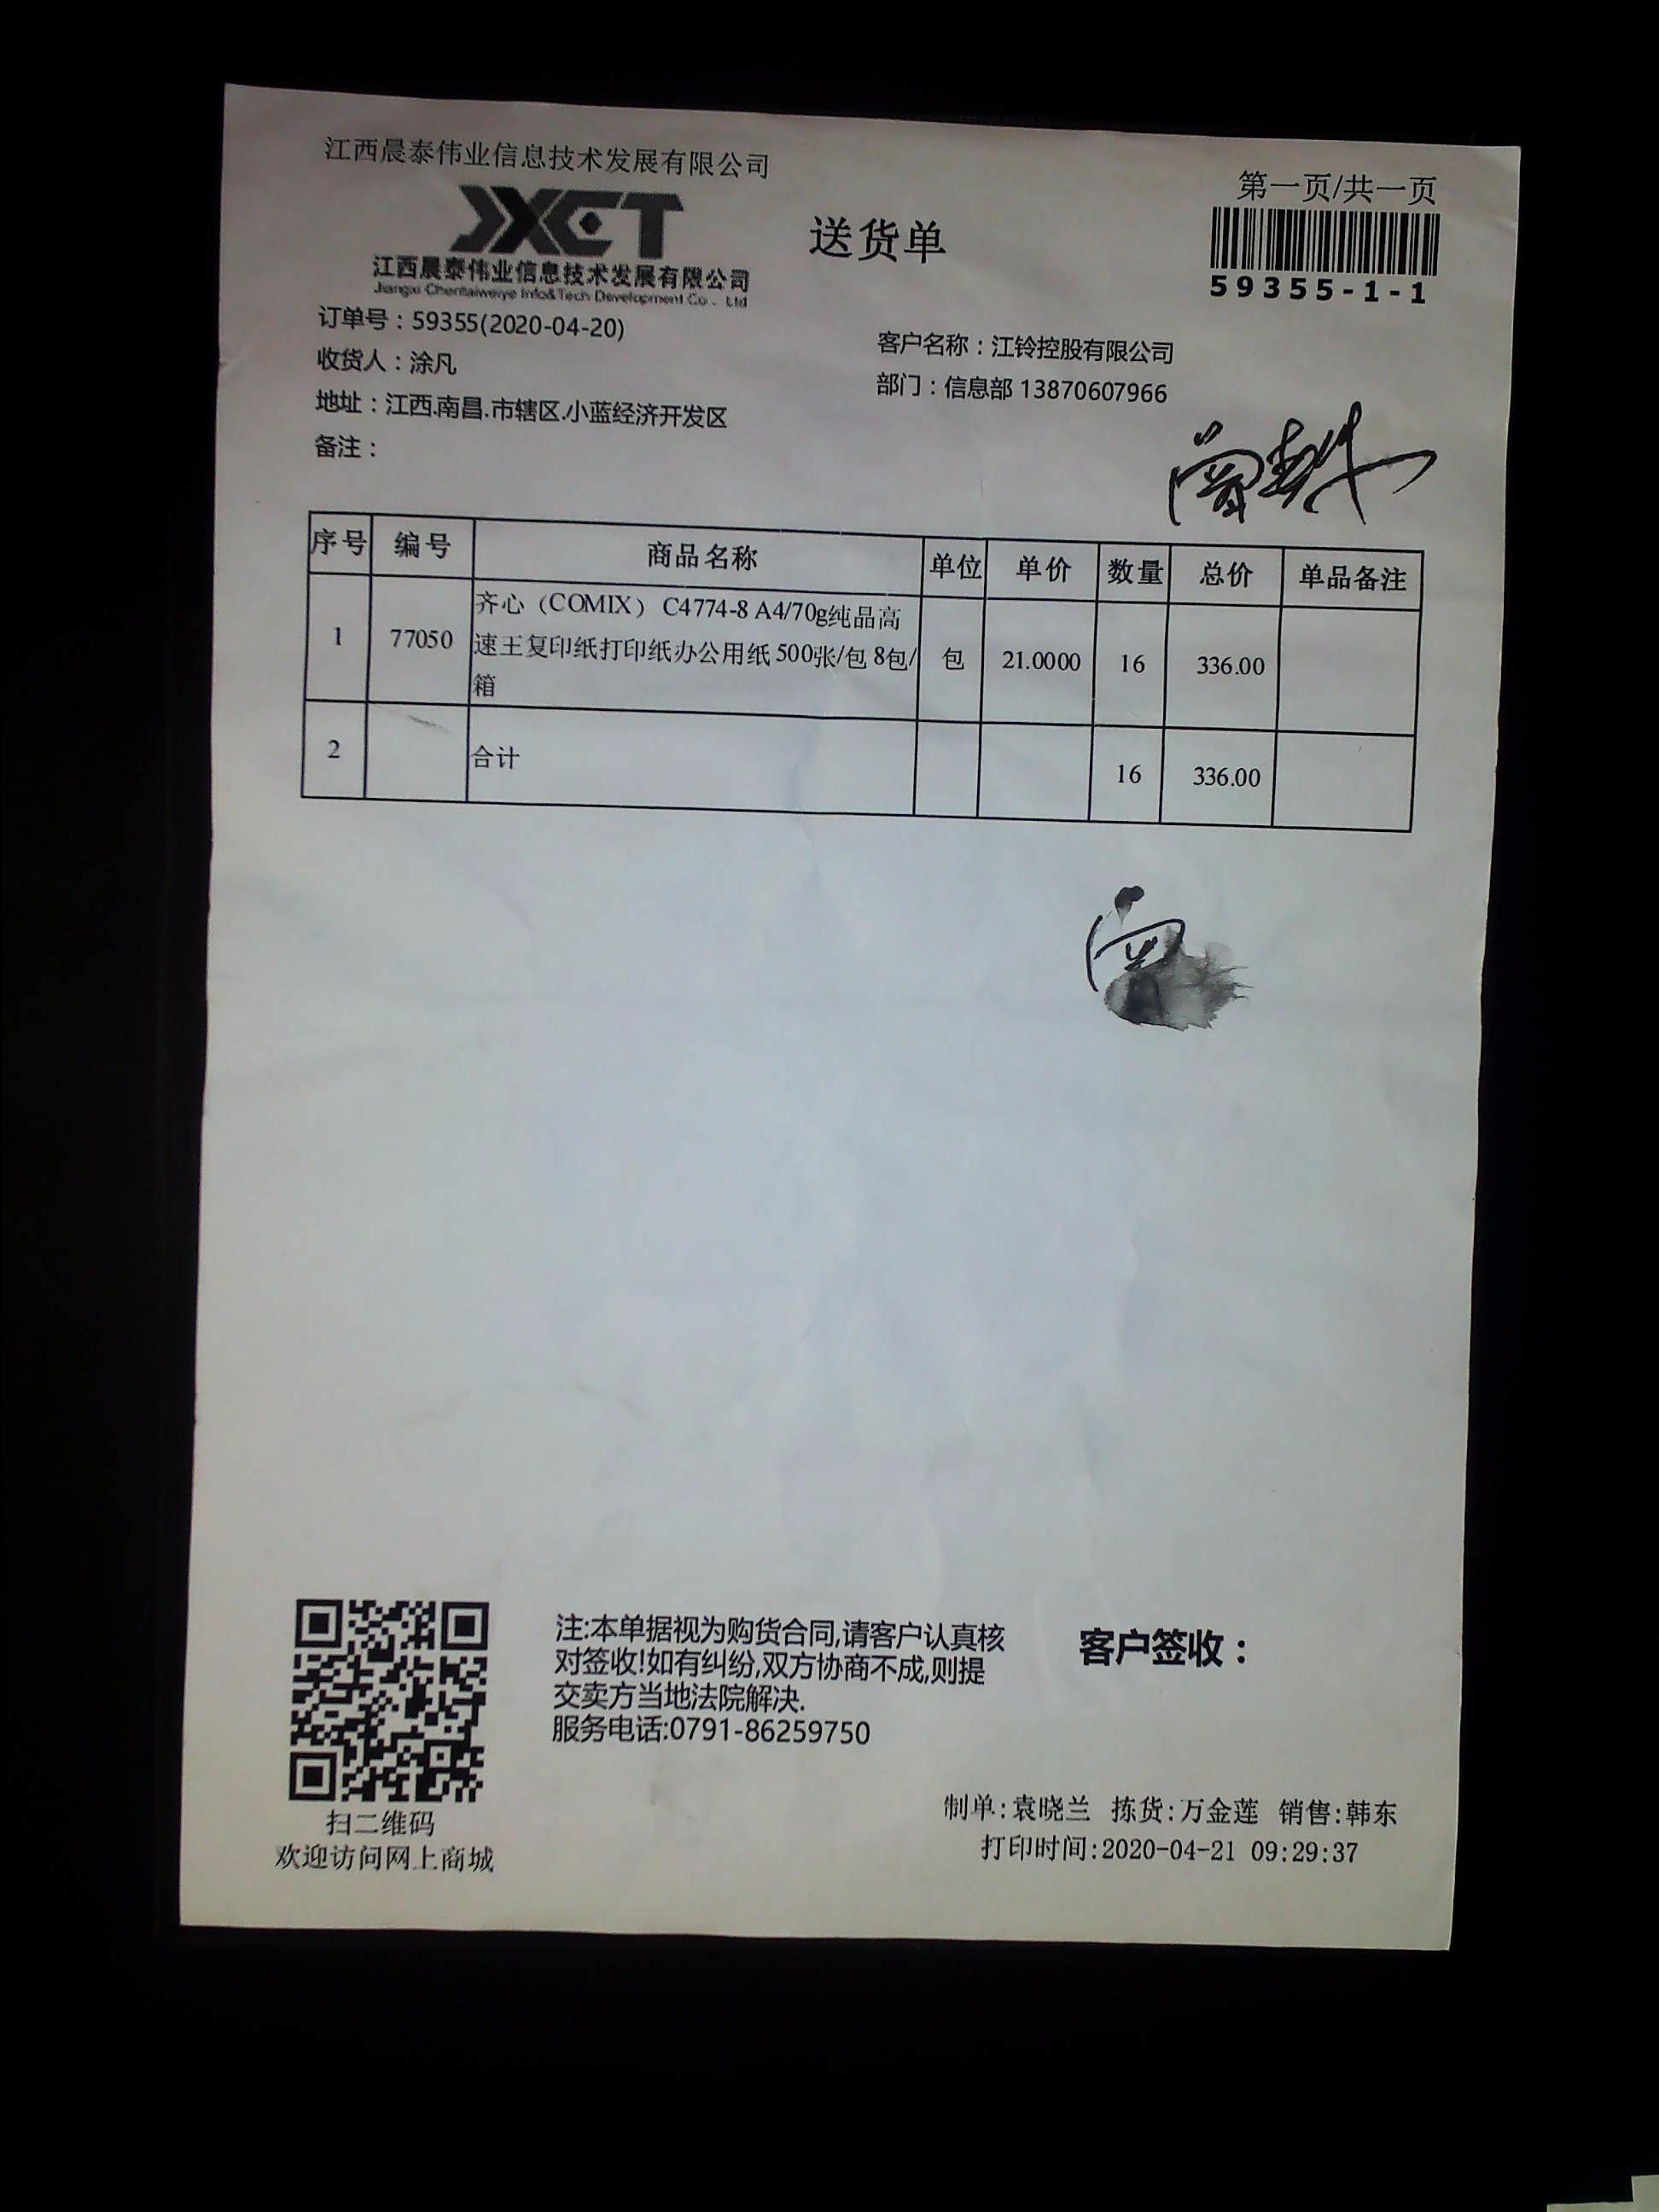 江西晨泰伟业信息技术发展有限公司
第一页/共一页
JXCT
送货单
江西晨泰伟业信息技术发展有限公司
Jiangxi Chentaiweiye Info&Tech Development Co.，Ltd
59355-1-1
订单号：59355(2020-04-20)
客户名称：江铃控股有限公司
收货人：涂凡
部门：信息部 13870607966
地址：江西.南昌.市辖区.小蓝经济开发区
备注：
序号 编号 商品名称 单位 单价 数量 总价 单品备注
齐心（COMIX） C4774-8 A4/70g纯品高
1 77050 速王复印纸打印纸办公用纸 500张/包 8包/ 包 21.0000 16 336.00
箱
2 合计 16 336.00
注:本单据视为购货合同,请客户认真核
对签收!如有纠纷,双方协商不成,则提
交卖方当地法院解决.
服务电话:0791-86259750
客户签收：
扫二维码
欢迎访问网上商城
制单:袁晓兰 拣货:万金莲 销售:韩东
打印时间:2020-04-21 09:29:37